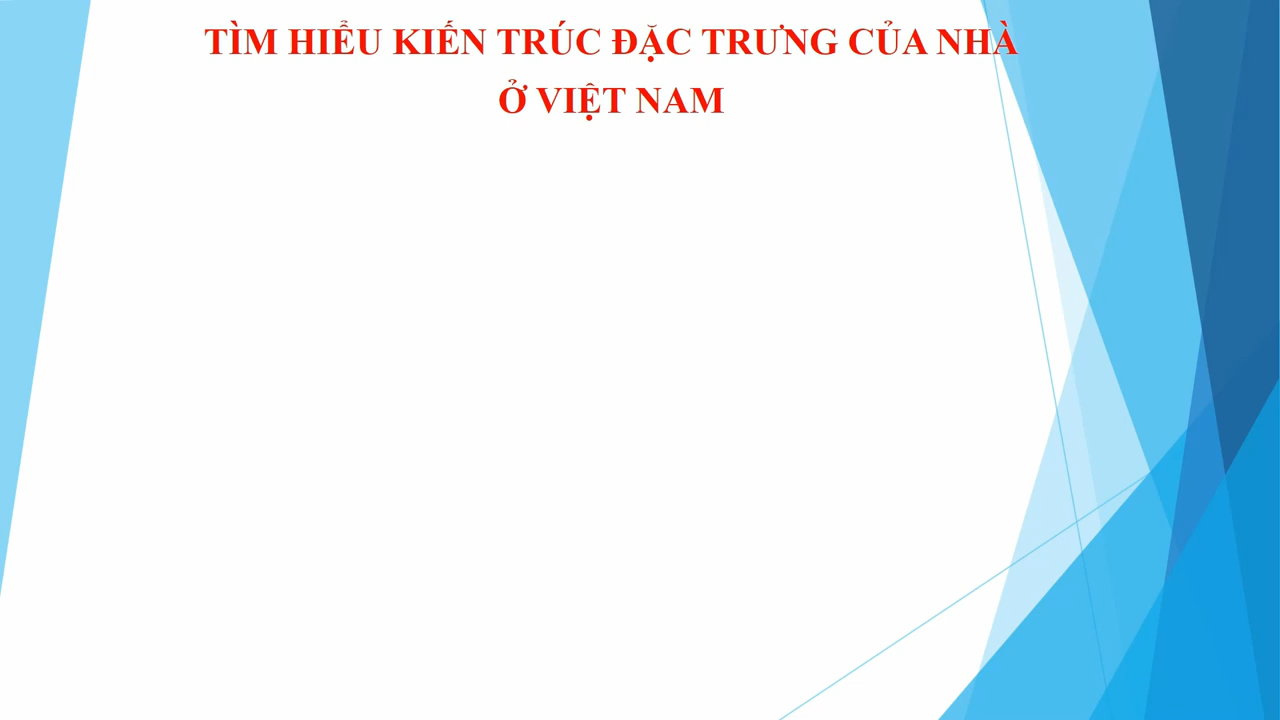 TÌM HIỂU KIẾN TRÚC ĐẶC TRƯNG CỦA NHÀ
Ở VIỆT NAM